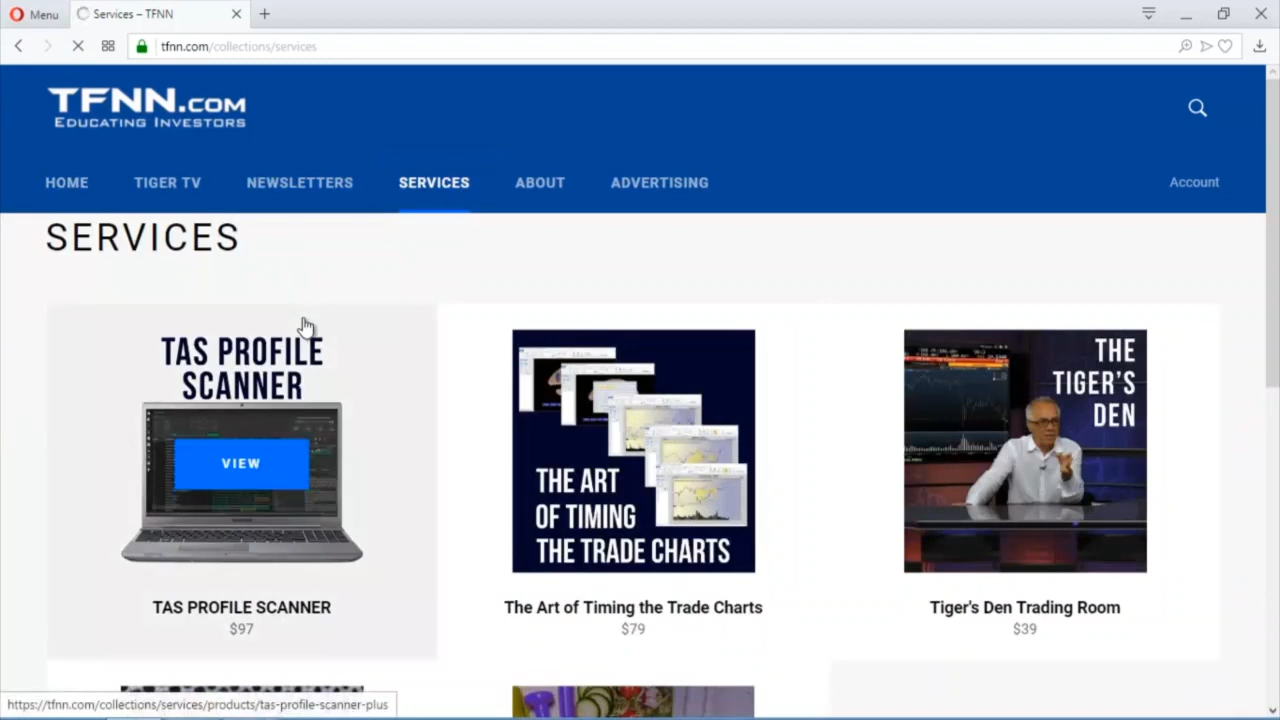 Menu
Services – TFNN
tfnn.com/collections/services
TFNN.COM
EDUCATING INVESTORS
HOME
TIGER TV
NEWSLETTERS
SERVICES
ABOUT
ADVERTISING
Account
SERVICES
TAS PROFILE
SCANNER
VIEW
TAS PROFILE SCANNER
$97
THE ART
OF TIMING
THE TRADE CHARTS
The Art of Timing the Trade Charts
$79
THE
TIGER'S
DEN
Tiger's Den Trading Room
$39
https://tfnn.com/collections/services/products/tas-profile-scanner-plus